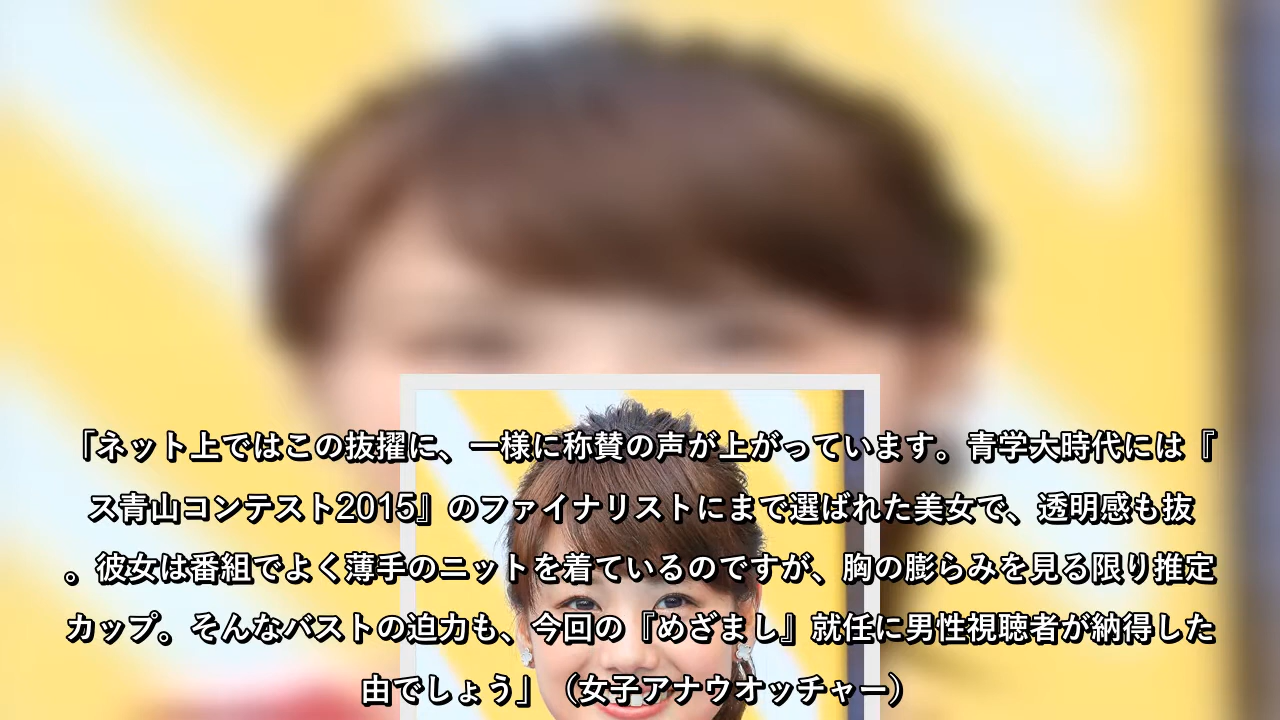 「ネット上ではこの抜擢に、一様に称賛の声が上がっています。青学大時代には『
ス青山コンテスト2015』のファイナリストにまで選ばれた美女で、透明感も抜
。彼女は番組でよく薄手のニットを着ているのですが、胸の膨らみを見る限り推定
カップ。そんなバストの迫力も、今回の『めざまし』就任に男性視聴者が納得した
由でしょう」（女子アナウオッチャー）